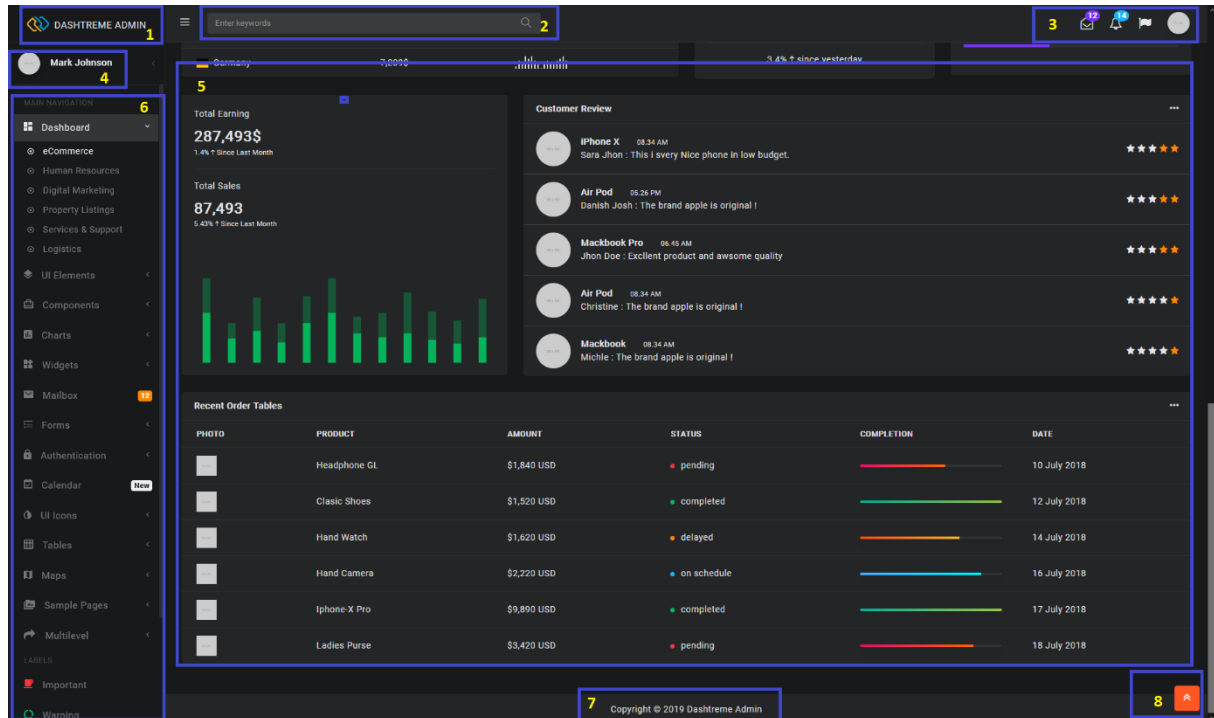 DASHTREME ADMIN
1
Enter keywords
2
3
12
14
Mark Johnson
4
Germany 7,899$
3.4% ↑ since yesterday
5
6
MAIN NAVIGATION
Dashboard
eCommerce
Human Resources
Digital Marketing
Property Listings
Services & Support
Logistics
UI Elements
Components
Charts
Widgets
Mailbox 12
Forms
Authentication
Calendar New
UI Icons
Tables
Maps
Sample Pages
Multilevel
LABELS
Important
Warning
Total Earning
287,493$
1.4% ↑ Since Last Month
Total Sales
87,493
5.43% ↑ Since Last Month
Customer Review
iPhone X 08.34 AM
Sara Jhon : This i svery Nice phone in low budget.
Air Pod 05.26 PM
Danish Josh : The brand apple is original !
Mackbook Pro 06.45 AM
Jhon Doe : Excllent product and awsome quality
Air Pod 08.34 AM
Christine : The brand apple is original !
Mackbook 08.34 AM
Michle : The brand apple is original !
Recent Order Tables
PHOTO PRODUCT AMOUNT STATUS COMPLETION DATE
Headphone GL $1,840 USD pending 10 July 2018
Clasic Shoes $1,520 USD completed 12 July 2018
Hand Watch $1,620 USD delayed 14 July 2018
Hand Camera $2,220 USD on schedule 16 July 2018
Iphone-X Pro $9,890 USD completed 17 July 2018
Ladies Purse $3,420 USD pending 18 July 2018
7
Copyright © 2019 Dashtreme Admin
8